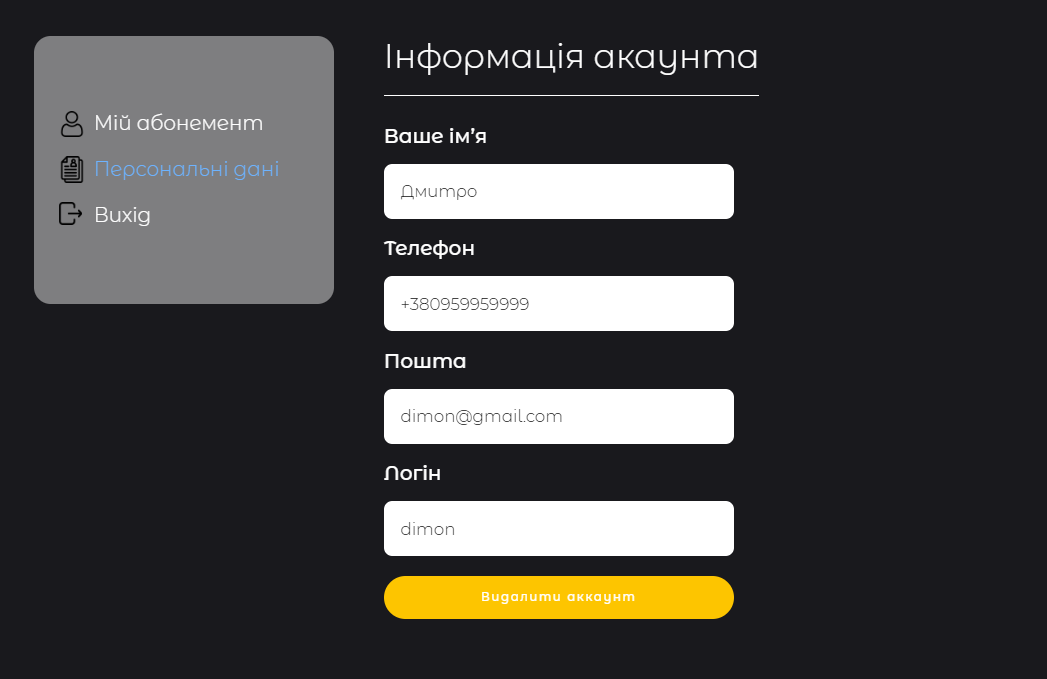 Мій абонемент
Персональні дані
Вихід
Інформація акаунта
Ваше ім’я
Дмитро
Телефон
+380959959999
Пошта
dimon@gmail.com
Логін
dimon
Видалити аккаунт